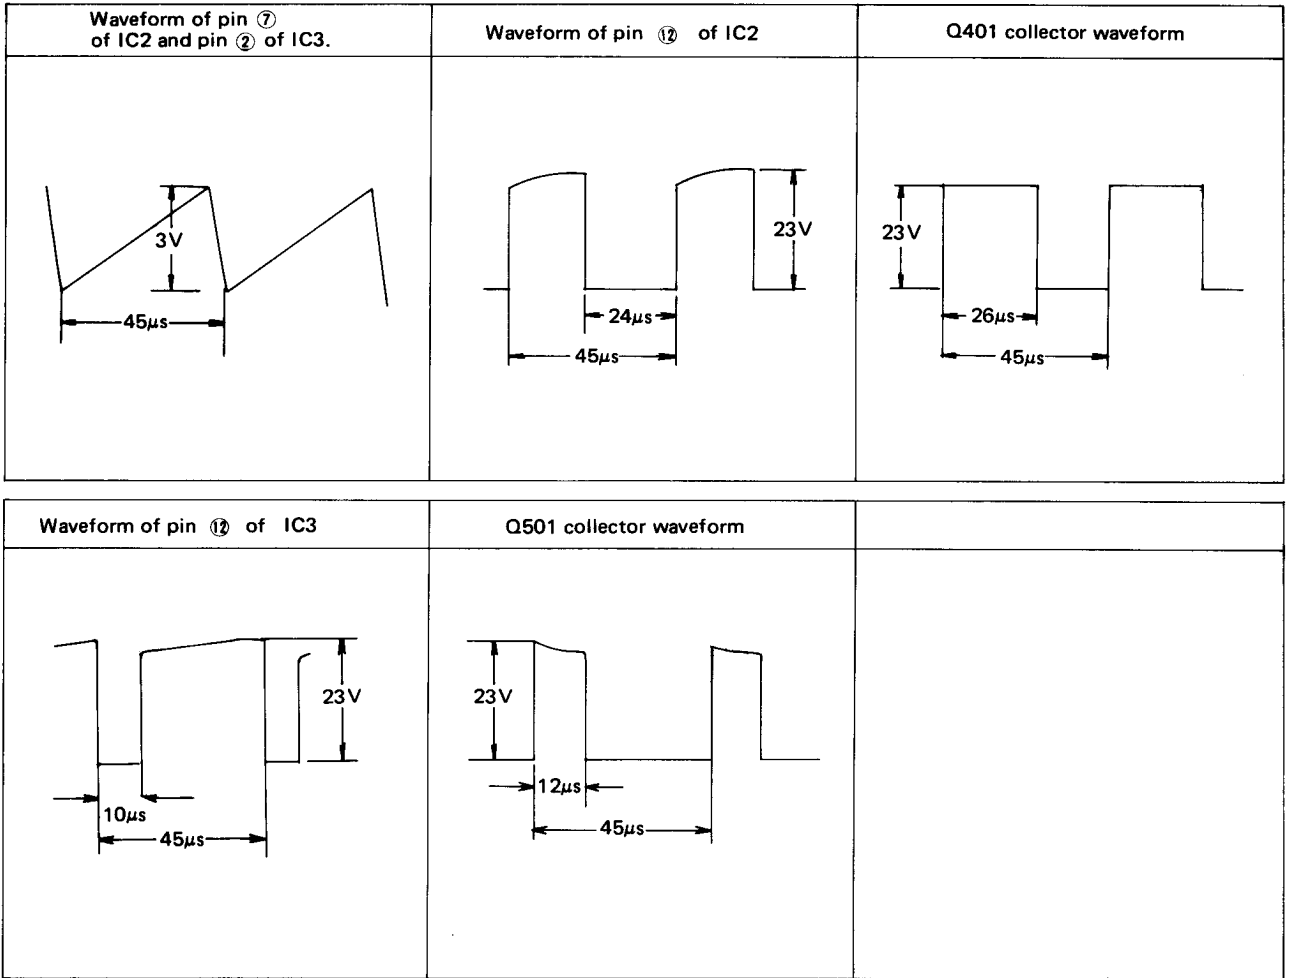 Waveform of pin ⑦
of IC2 and pin ② of IC3.
Waveform of pin ⑫ of IC2
Q401 collector waveform
3V
45μs
23V
24μs
45μs
23V
26μs
45μs
Waveform of pin ⑫ of IC3
Q501 collector waveform
23V
10μs
45μs
23V
12μs
45μs